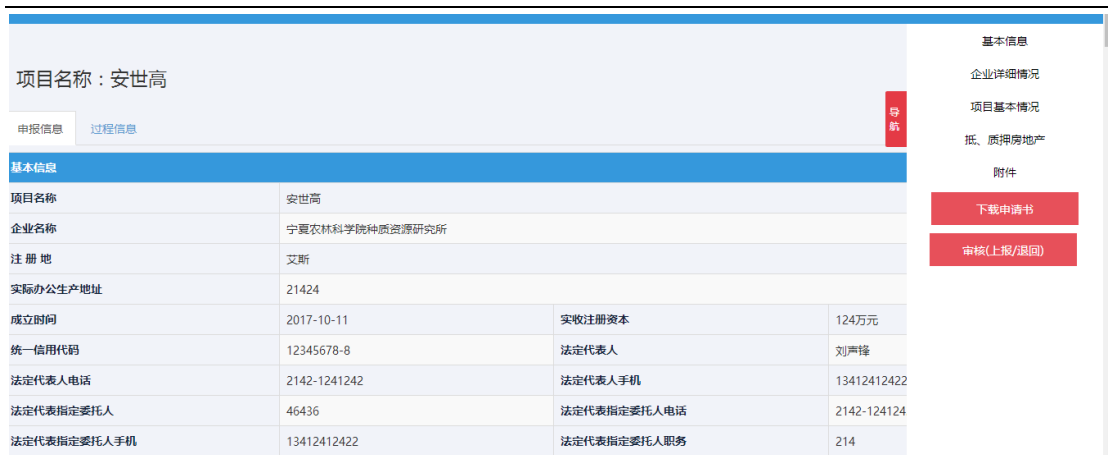 项目名称：安世高
申报信息 过程信息
基本信息
项目名称 安世高
企业名称 宁夏农林科学院种质资源研究所
注 册 地 艾斯
实际办公生产地址 21424
成立时间 2017-10-11 实收注册资本 124万元
统一信用代码 12345678-8 法定代表人 刘声锋
法定代表人电话 2142-1241242 法定代表人手机 13412412422
法定代表指定委托人 46436 法定代表指定委托人电话 2142-124124
法定代表指定委托人手机 13412412422 法定代表指定委托人职务 214
导
航
基本信息
企业详细情况
项目基本情况
抵、质押房地产
附件
下载申请书
审核(上报/退回)